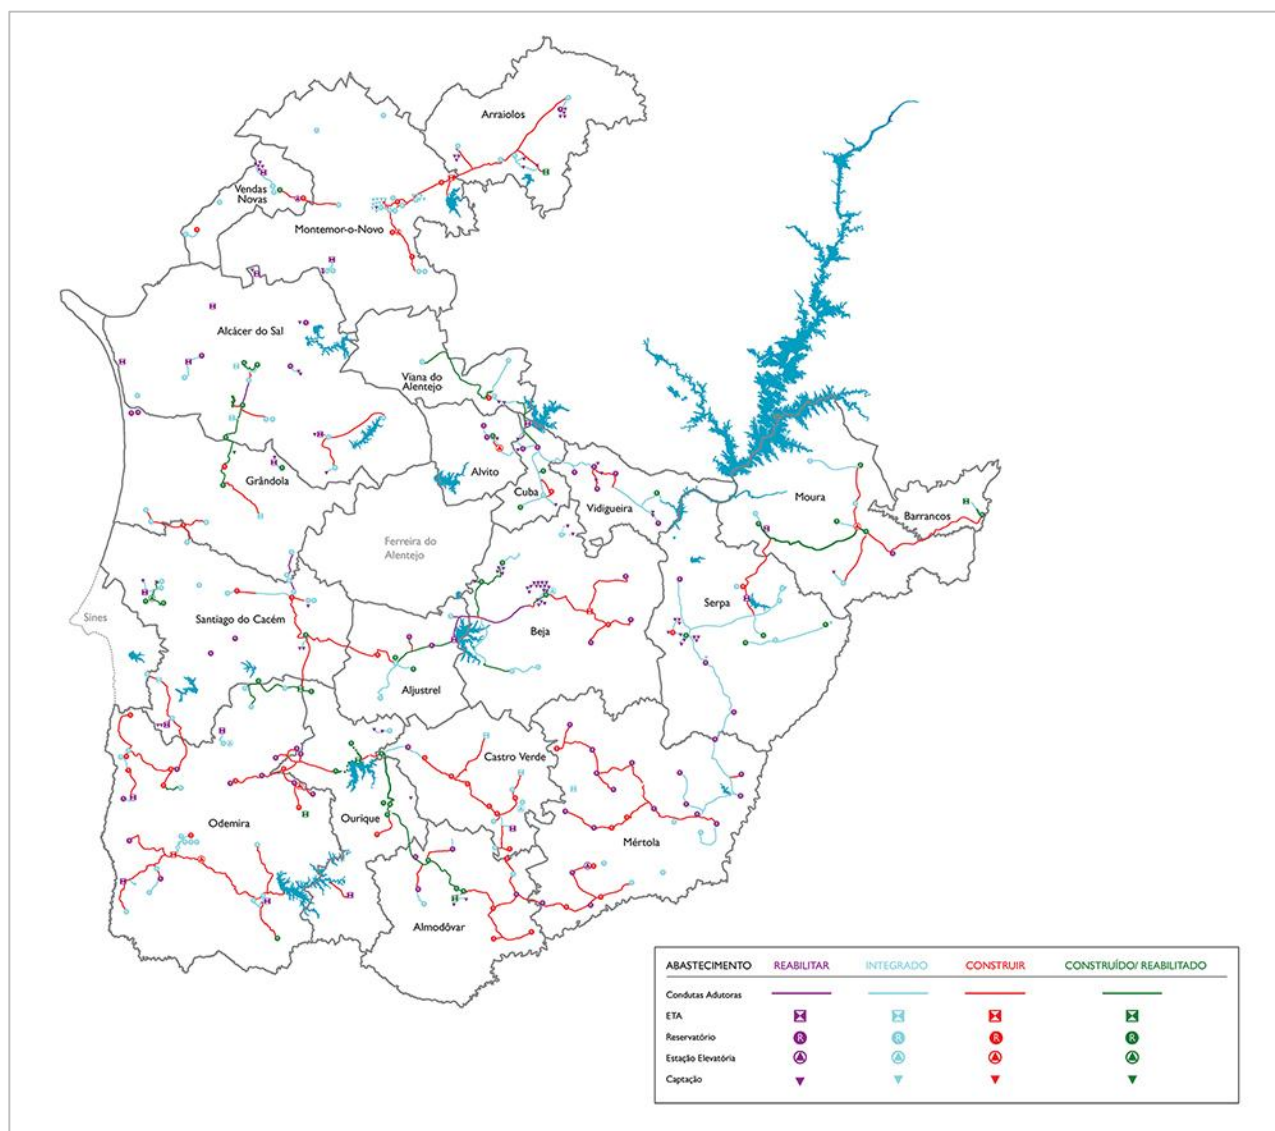 Arraiolos
Vendas
Novas
Montemor-o-Novo
Alcácer do Sal
Viana do
Alentejo
Grândola
Alvito
Cuba
Vidigueira
Moura
Barrancos
Ferreira do
Alentejo
Sines
Santiago do Cacém
Beja
Serpa
Aljustrel
Castro Verde
Odemira
Ourique
Mértola
Almodôvar
ABASTECIMENTO REABILITAR INTEGRADO CONSTRUIR CONSTRUÍDO/ REABILITADO
Condutas Adutoras
ETA
Reservatório R R R R
Estação Elevatória
Captação